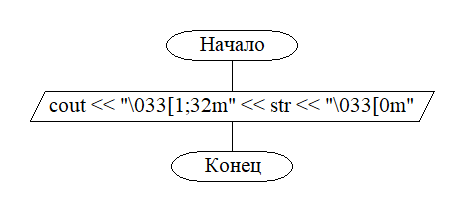 Начало
cout << "\033[1;32m" << str << "\033[0m"
Конец